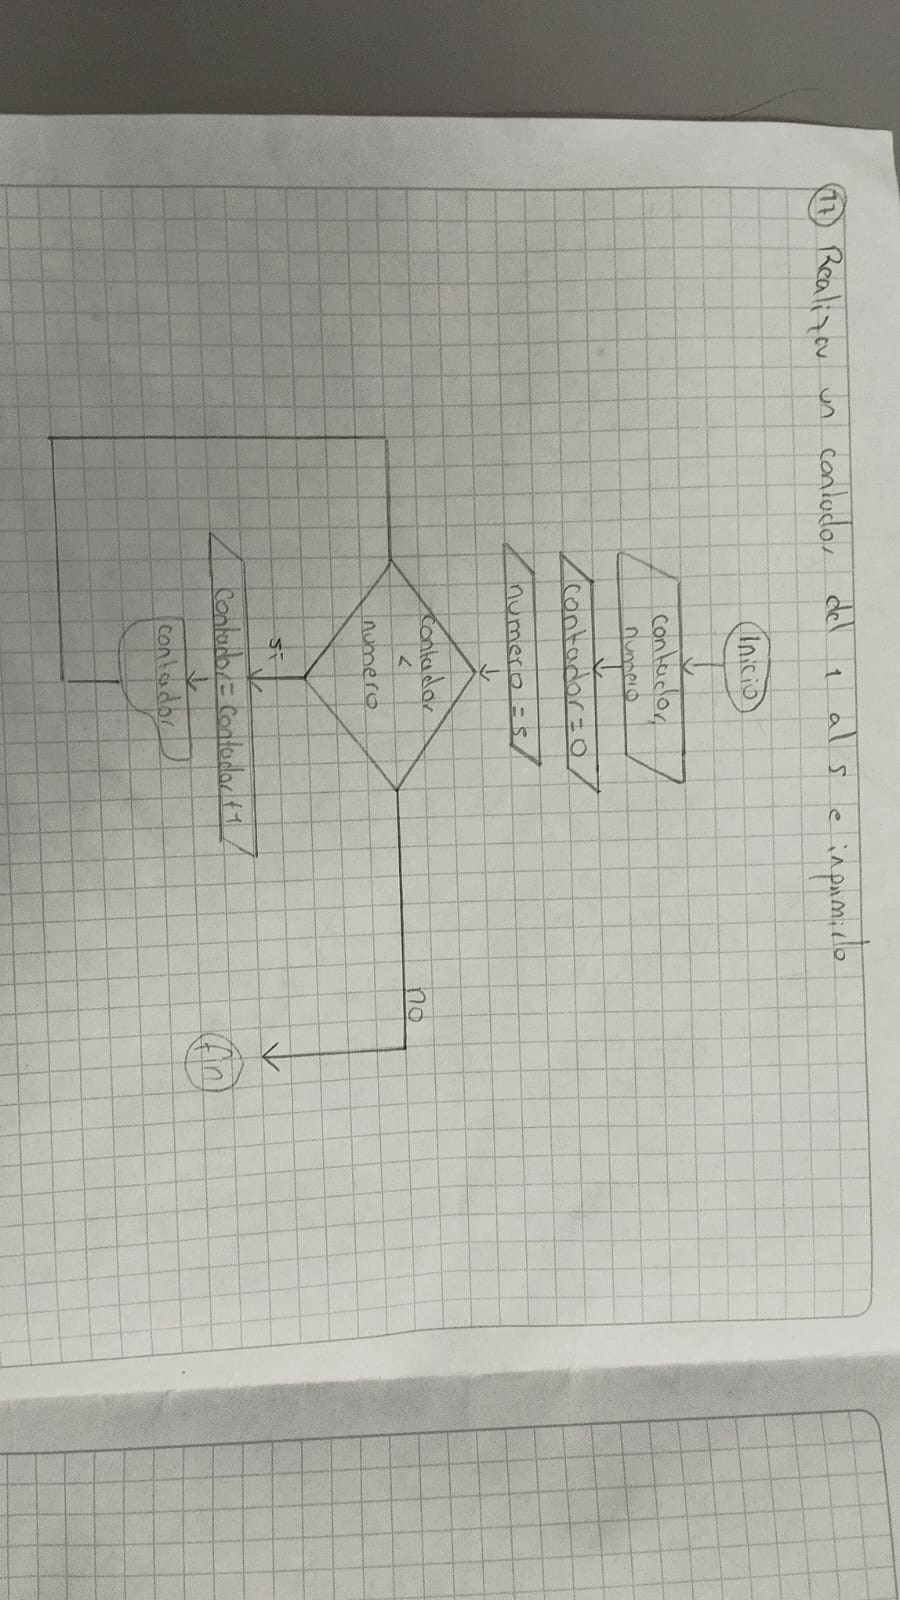 11) Realizar un contador del 1 al 5 e inprimirlo
Inicio
contador,
numero
contador=0
numero=5
contador
<
numero
si
no
contador=contador+1
contador
fin